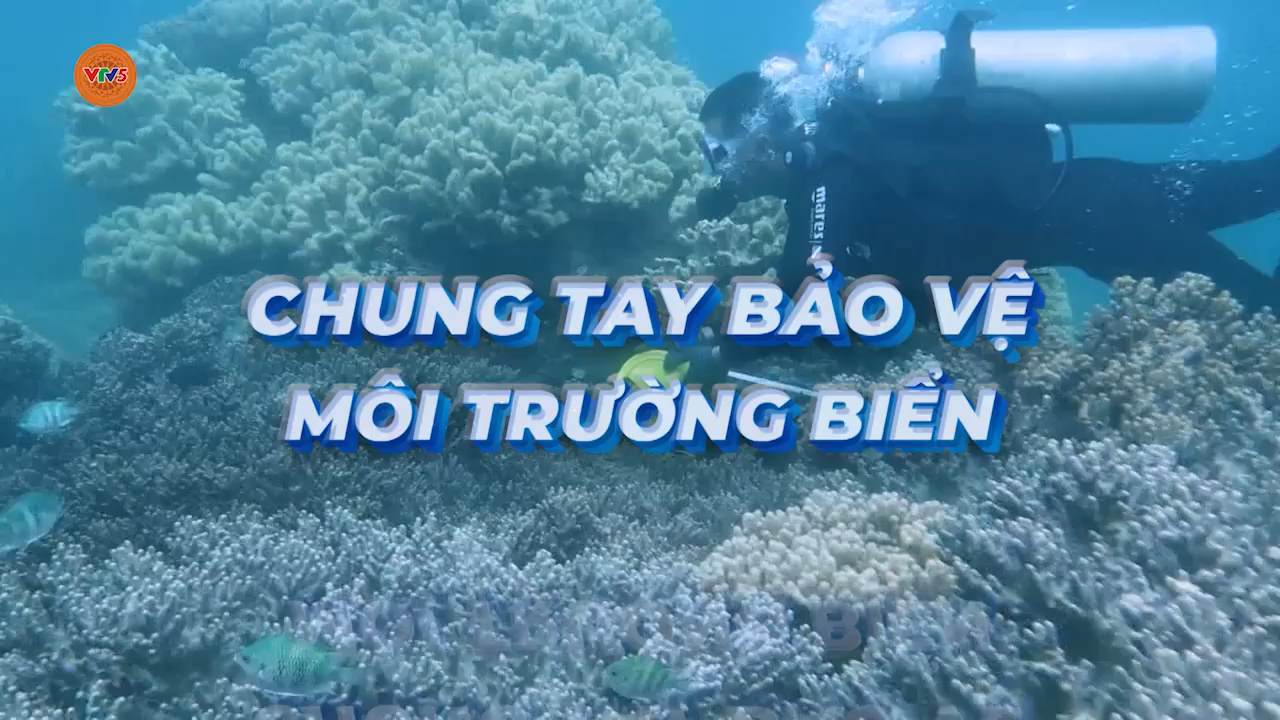 VTV5
mares
CHUNG TAY BẢO VỆ
MÔI TRƯỜNG BIỂN